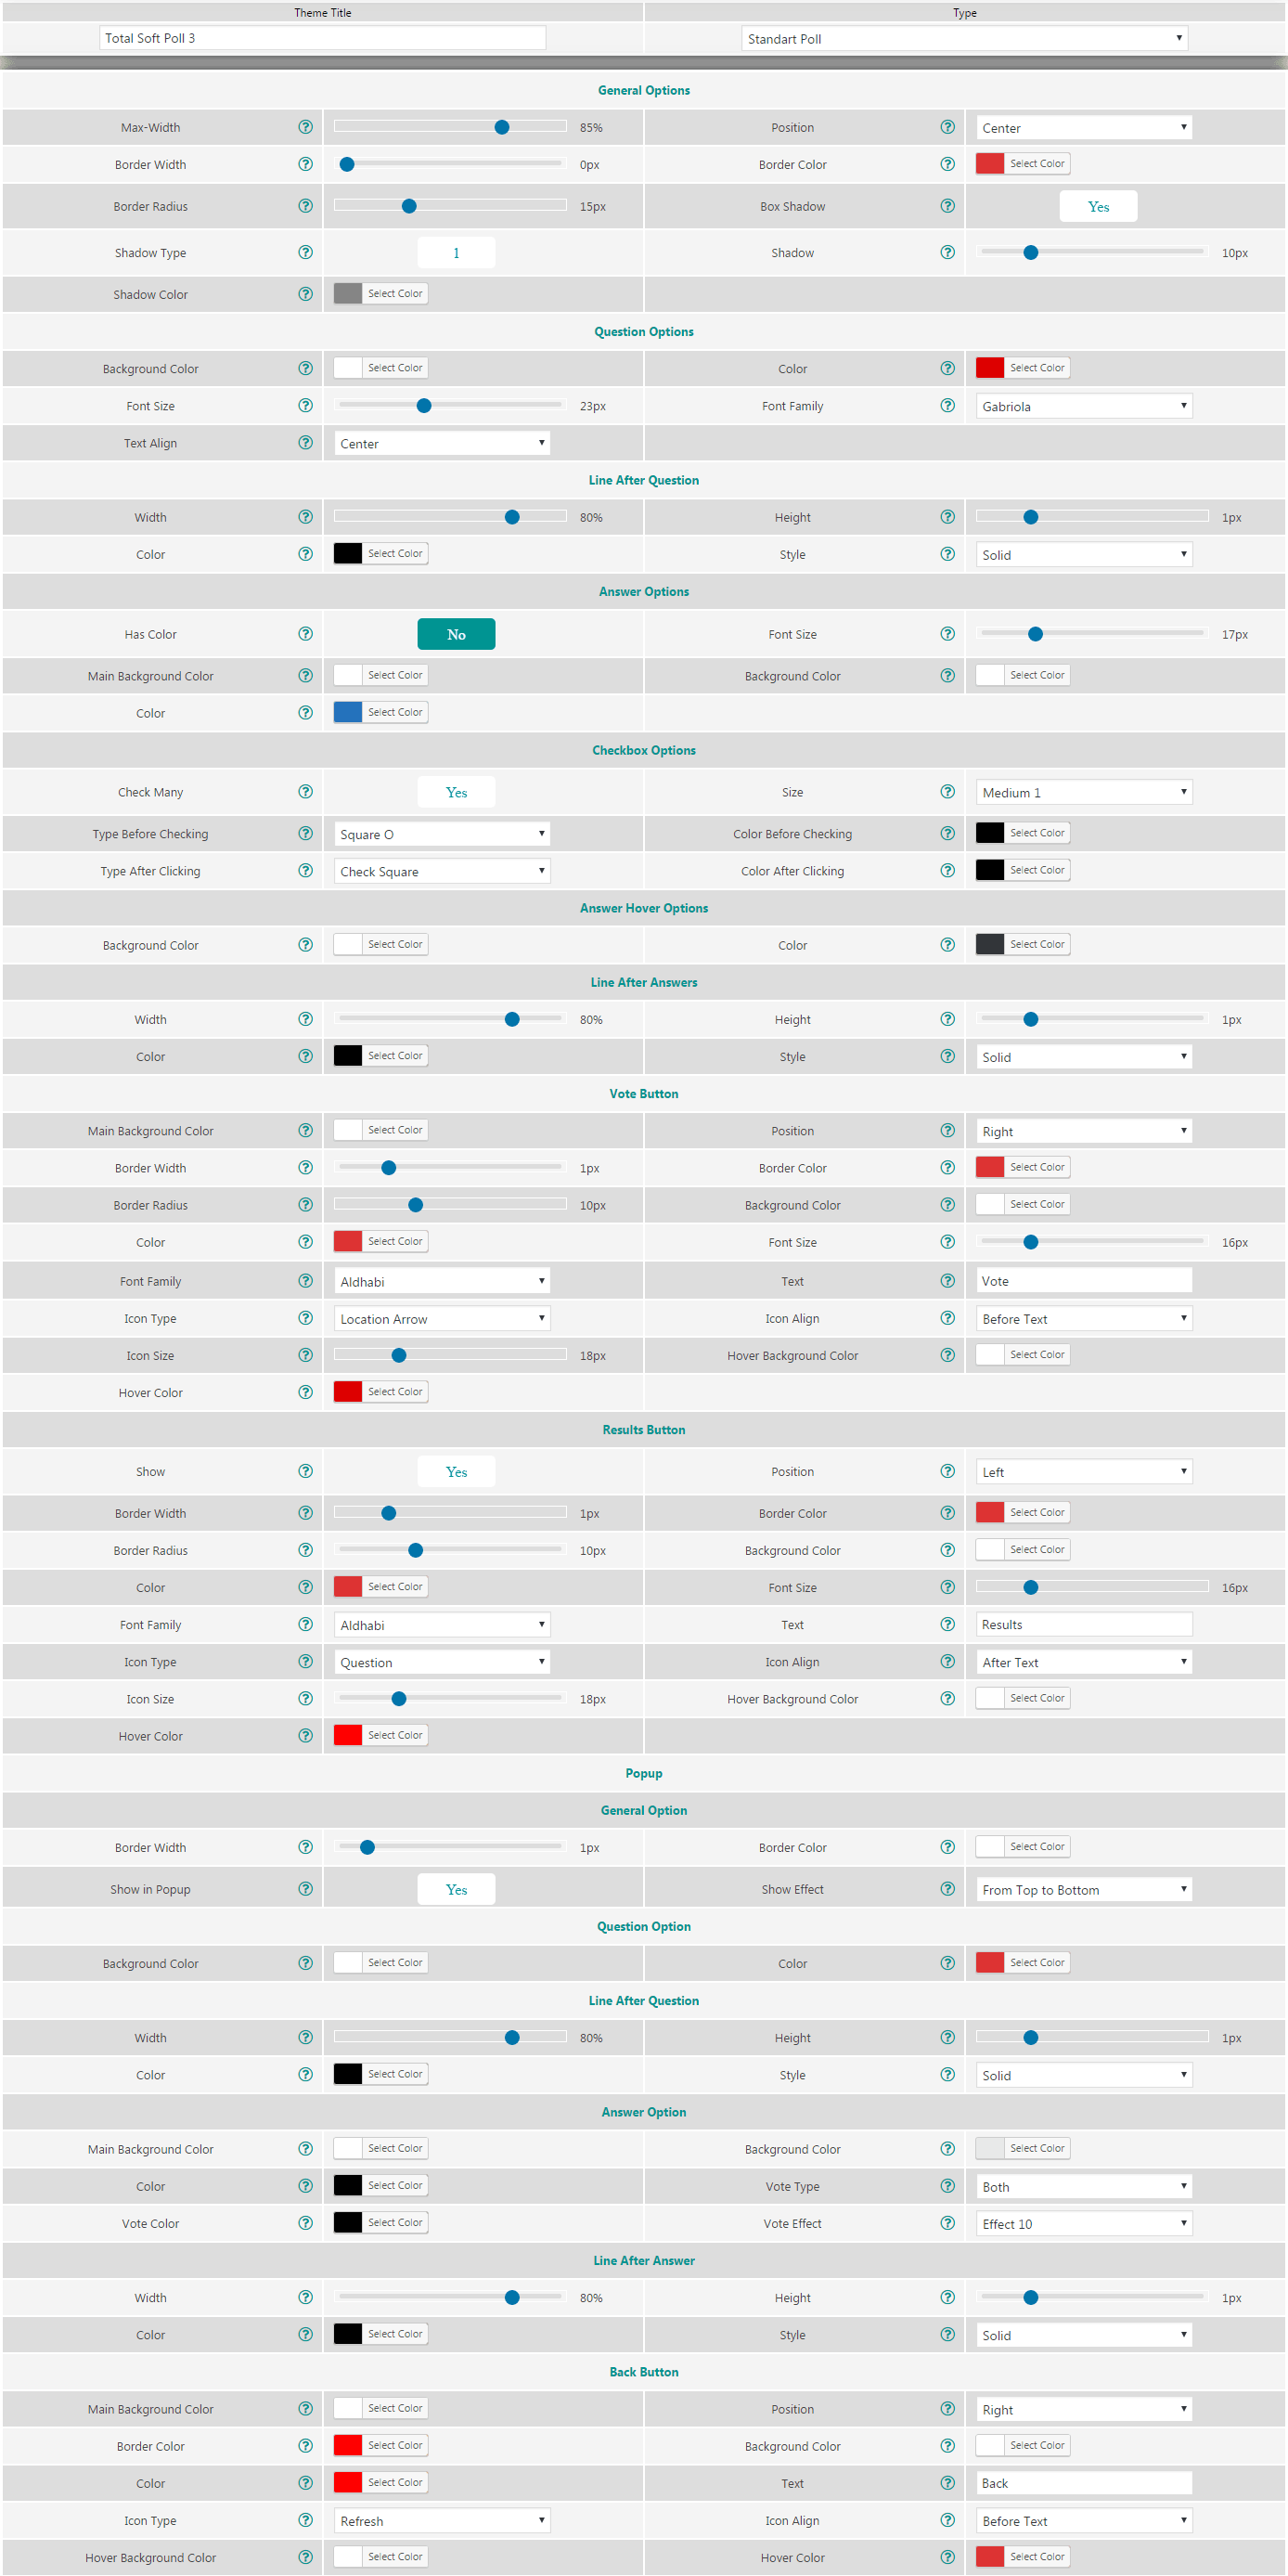 Theme Title Type
Total Soft Poll 3 Standart Poll
General Options
Max-Width 85% Position Center
Border Width 0px Border Color Select Color
Border Radius 15px Box Shadow Yes
Shadow Type 1 Shadow 10px
Shadow Color Select Color
Question Options
Background Color Select Color Color Select Color
Font Size 23px Font Family Gabriola
Text Align Center
Line After Question
Width 80% Height 1px
Color Select Color Style Solid
Answer Options
Has Color No Font Size 17px
Main Background Color Select Color Background Color Select Color
Color Select Color
Checkbox Options
Check Many Yes Size Medium 1
Type Before Checking Square O Color Before Checking Select Color
Type After Clicking Check Square Color After Clicking Select Color
Answer Hover Options
Background Color Select Color Color Select Color
Line After Answers
Width 80% Height 1px
Color Select Color Style Solid
Vote Button
Main Background Color Select Color Position Right
Border Width 1px Border Color Select Color
Border Radius 10px Background Color Select Color
Color Select Color Font Size 16px
Font Family Aldhabi Text Vote
Icon Type Location Arrow Icon Align Before Text
Icon Size 18px Hover Background Color Select Color
Hover Color Select Color
Results Button
Show Yes Position Left
Border Width 1px Border Color Select Color
Border Radius 10px Background Color Select Color
Color Select Color Font Size 16px
Font Family Aldhabi Text Results
Icon Type Question Icon Align After Text
Icon Size 18px Hover Background Color Select Color
Hover Color Select Color
Popup
General Option
Border Width 1px Border Color Select Color
Show in Popup Yes Show Effect From Top to Bottom
Question Option
Background Color Select Color Color Select Color
Line After Question
Width 80% Height 1px
Color Select Color Style Solid
Answer Option
Main Background Color Select Color Background Color Select Color
Color Select Color Vote Type Both
Vote Color Select Color Vote Effect Effect 10
Line After Answer
Width 80% Height 1px
Color Select Color Style Solid
Back Button
Main Background Color Select Color Position Right
Border Color Select Color Background Color Select Color
Color Select Color Text Back
Icon Type Refresh Icon Align Before Text
Hover Background Color Select Color Hover Color Select Color